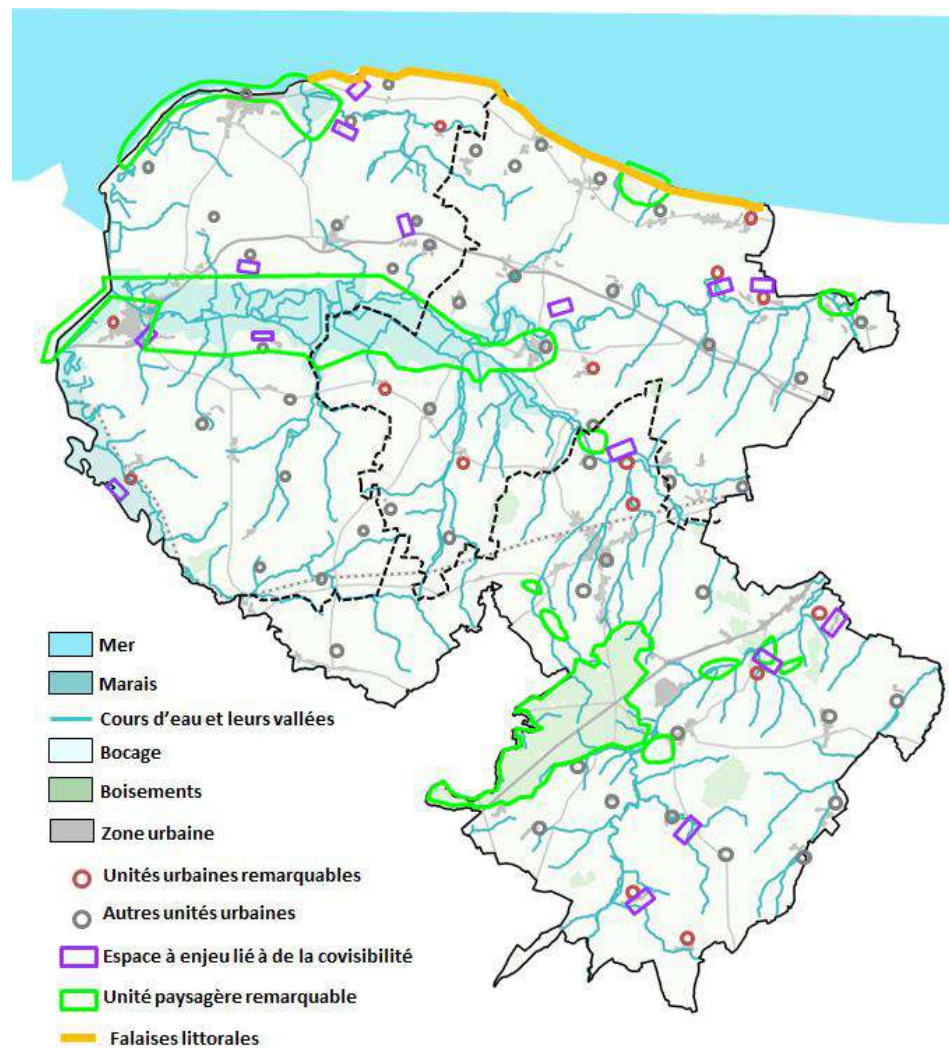 Mer
Marais
Cours d'eau et leurs vallées
Bocage
Boisements
Zone urbaine
Unités urbaines remarquables
Autres unités urbaines
Espace à enjeu lié à de la covisibilité
Unité paysagère remarquable
Falaises littorales